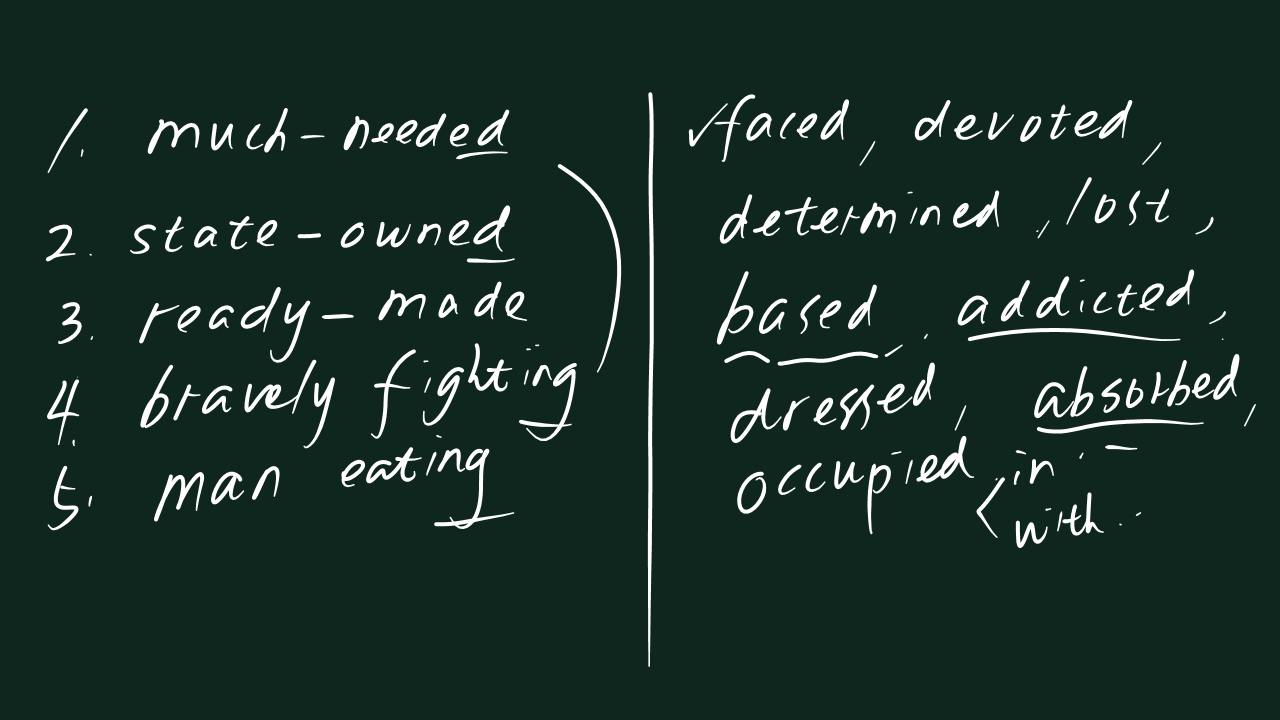 1. much-needed
2. state-owned
3. ready-made
4. bravely fighting
5. man eating
✓faced, devoted,
determined, lost,
based, addicted,
dressed, absorbed,
occupied in
with